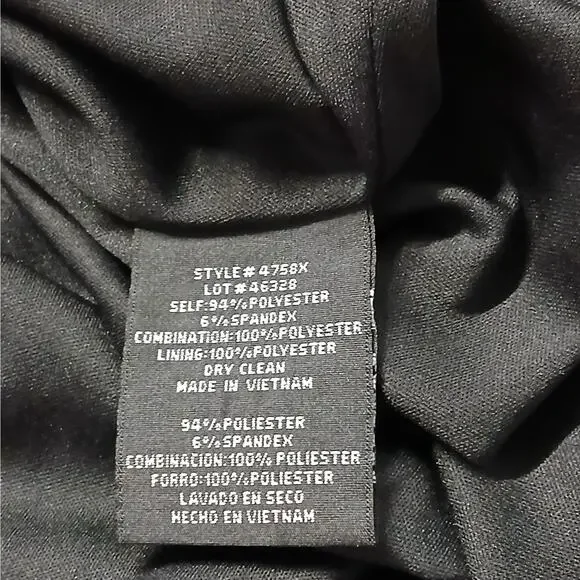 STYLE# 4758X
LOT # 46328
SELF:94%POLYESTER
6%SPANDEX
COMBINATION:100%POLYESTER
LINING:100%POLYESTER
DRY CLEAN
MADE IN VIETNAM
94%POLIESTER
6%SPANDEX
COMBINACION:100%POLIESTER
FORRO:100%POLIESTER
LAVADO EN SECO
HECHO EN VIETNAM